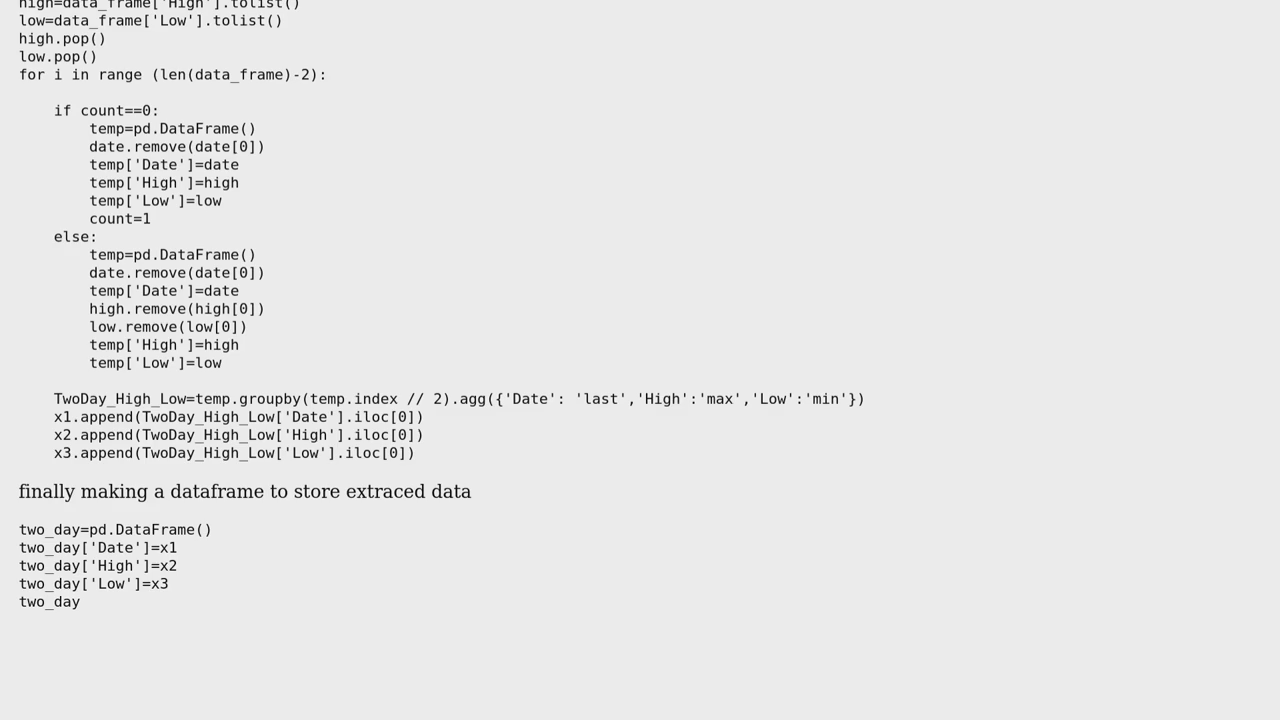 high=data_frame['High'].tolist()
low=data_frame['Low'].tolist()
high.pop()
low.pop()
for i in range (len(data_frame)-2):
    if count==0:
        temp=pd.DataFrame()
        date.remove(date[0])
        temp['Date']=date
        temp['High']=high
        temp['Low']=low
        count=1
    else:
        temp=pd.DataFrame()
        date.remove(date[0])
        temp['Date']=date
        high.remove(high[0])
        low.remove(low[0])
        temp['High']=high
        temp['Low']=low
    TwoDay_High_Low=temp.groupby(temp.index // 2).agg({'Date': 'last','High':'max','Low':'min'})
    x1.append(TwoDay_High_Low['Date'].iloc[0])
    x2.append(TwoDay_High_Low['High'].iloc[0])
    x3.append(TwoDay_High_Low['Low'].iloc[0])
finally making a dataframe to store extraced data
two_day=pd.DataFrame()
two_day['Date']=x1
two_day['High']=x2
two_day['Low']=x3
two_day